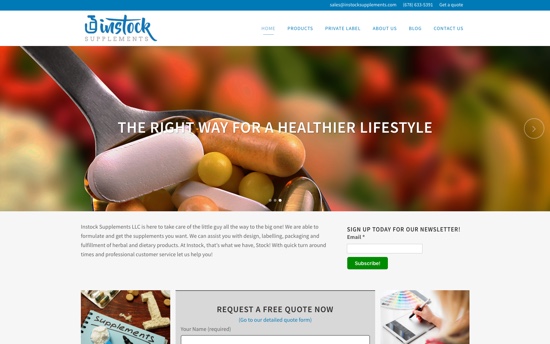 sales@instocksupplements.com (678) 633-5391 Get a quote
instock
SUPPLEMENTS
HOME PRODUCTS PRIVATE LABEL ABOUT US BLOG CONTACT US
THE RIGHT WAY FOR A HEALTHIER LIFESTYLE
Instock Supplements LLC is here to take care of the little guy all the way to the big one! We are able to
formulate and get the supplements you want. We can assist you with design, labelling, packaging and
fulfillment of herbal and dietary products. At Instock, that's what we have, Stock! With quick turn around
times and professional customer service let us help you!
SIGN UP TODAY FOR OUR NEWSLETTER!
Email *
Subscribe!
Supplements
REQUEST A FREE QUOTE NOW
(Go to our detailed quote form)
Your Name (required)